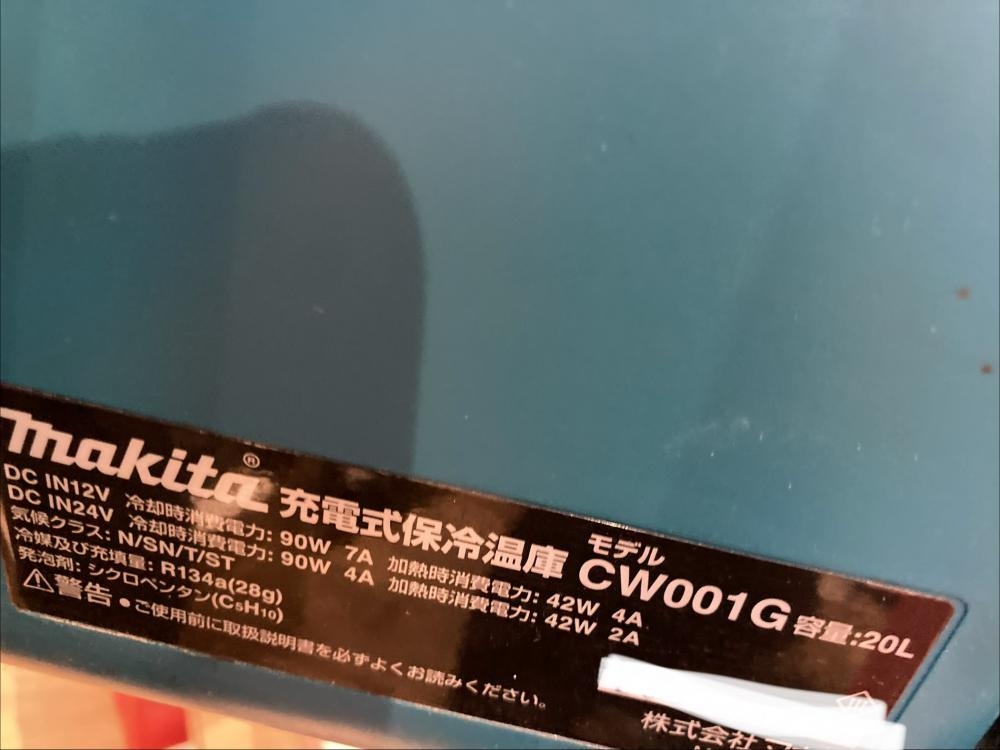 makita® 充電式保冷温庫 モデル CW001G 容量:20L
DC IN12V 冷却時消費電力: 90W 7A 加熱時消費電力: 42W 4A
DC IN24V 冷却時消費電力: 90W 4A 加熱時消費電力: 42W 2A
気候クラス: N/SN/T/ST
冷媒及び充填量: R134a(28g)
発泡剤: シクロペンタン(C₅H₁₀)
警告 ●ご使用前に取扱説明書を必ずよくお読みください。
株式会社